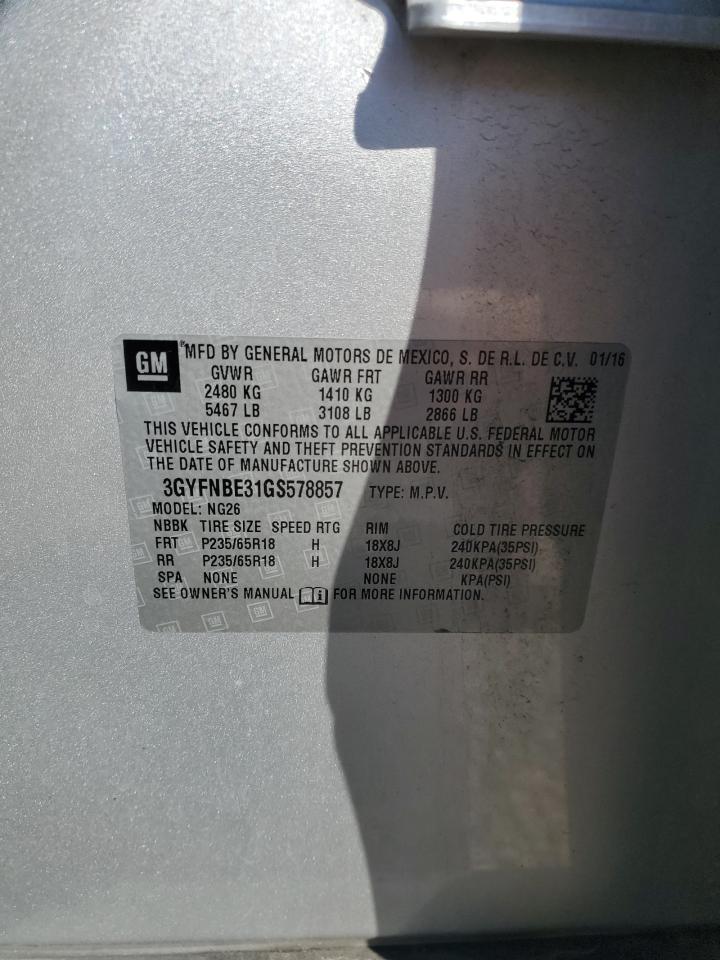 GM ® MFD BY GENERAL MOTORS DE MEXICO, S. DE R.L. DE C.V. 01/16
GVWR GAWR FRT GAWR RR
2480 KG 1410 KG 1300 KG
5467 LB 3108 LB 2866 LB
THIS VEHICLE CONFORMS TO ALL APPLICABLE U.S. FEDERAL MOTOR
VEHICLE SAFETY AND THEFT PREVENTION STANDARDS IN EFFECT ON
THE DATE OF MANUFACTURE SHOWN ABOVE.
3GYFNBE31GS578857 TYPE: M.P.V.
MODEL: NG26
NBBK TIRE SIZE SPEED RTG RIM COLD TIRE PRESSURE
FRT P235/65R18 H 18X8J 240KPA(35PSI)
RR P235/65R18 H 18X8J 240KPA(35PSI)
SPA NONE NONE KPA(PSI)
SEE OWNER'S MANUAL FOR MORE INFORMATION.